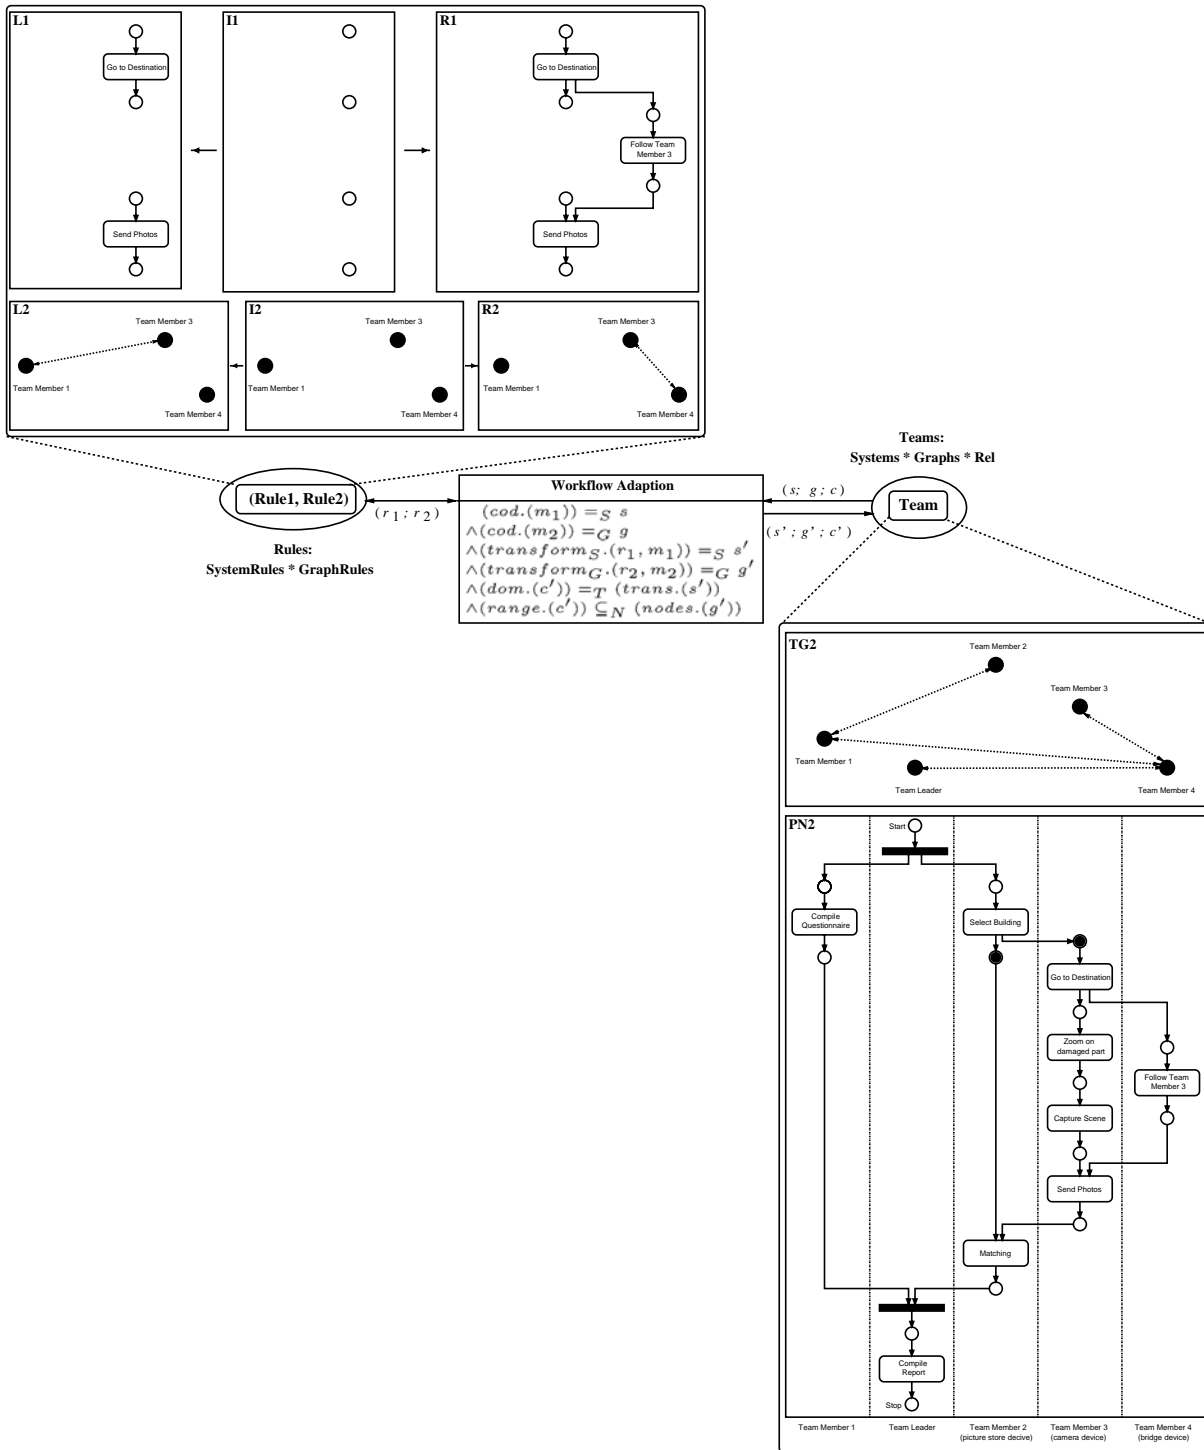 L1
I1
R1
Go to Destination
Go to Destination
Follow Team
Member 3
Send Photos
Send Photos
L2
I2
R2
Team Member 3
Team Member 3
Team Member 3
Team Member 1
Team Member 1
Team Member 1
Team Member 4
Team Member 4
Team Member 4
Teams:
Systems * Graphs * Rel
(Rule1, Rule2)
(r1 ; r2)
Rules:
SystemRules * GraphRules
Workflow Adaption
(cod.(m1)) =S s
∧(cod.(m2)) =G g
∧(transformS.(r1, m1)) =S s′
∧(transformG.(r2, m2)) =G g′
∧(dom.(c′)) =T (trans.(s′))
∧(range.(c′)) ⊆N (nodes.(g′))
(s; g ; c)
(s' ; g' ; c')
Team
TG2
Team Member 2
Team Member 3
Team Member 1
Team Leader
Team Member 4
PN2
Start
Compile
Questionnaire
Select Building
Go to Destination
Zoom on
damaged part
Follow Team
Member 3
Capture Scene
Send Photos
Matching
Compile
Report
Stop
Team Member 1
Team Leader
Team Member 2
(picture store decive)
Team Member 3
(camera device)
Team Member 4
(bridge device)